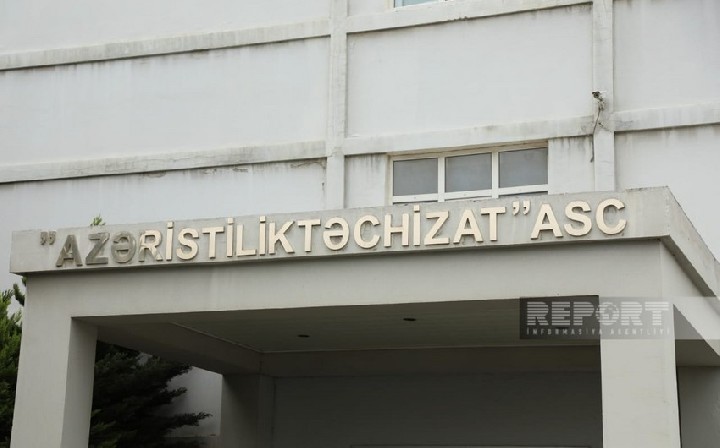 "AZƏRİSTİLİKTƏCHİZAT" ASC
REPORT
İNFORMASİYA AGENTLİYİ